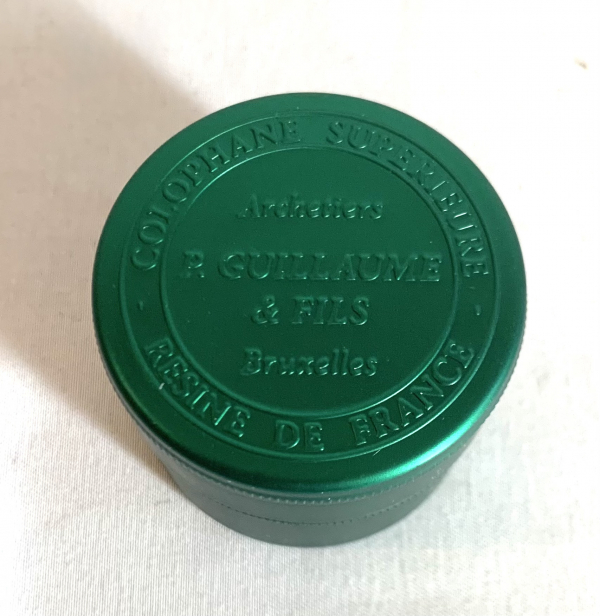 COLOPHANE SUPERIEURE
Archetiers
P. GUILLAUME
& FILS
Bruxelles
RESINE DE FRANCE